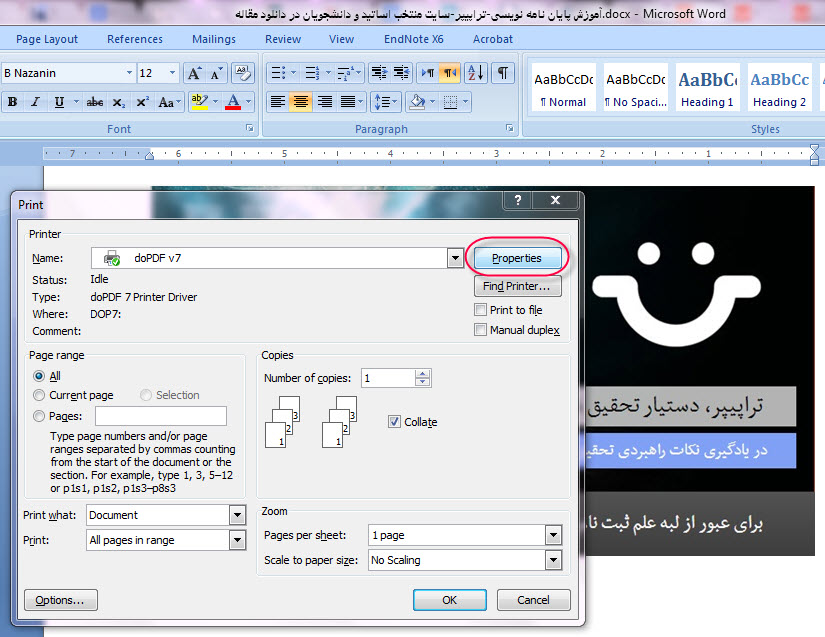 آموزش پایان نامه نویسی-تراپیپر-سایت منتخب اساتید و دانشجویان در دانلود مقاله.docx - Microsoft Word
Page Layout References Mailings Review View EndNote X6 Acrobat
B Nazanin 12 A A Aa
B I U abc X₂ X² Aa ab A
Font Paragraph Styles
AaBbCcDc AaBbCcDc AaBbCc AaBbCc
¶ Normal ¶ No Spaci... Heading 1 Heading 2
7 6 5 4 3 2 1
Print
Printer
Name: doPDF v7 Properties
Status: Idle Find Printer...
Type: doPDF 7 Printer Driver Print to file
Where: DOP7: Manual duplex
Comment:
Page range
All
Current page Selection
Pages:
Type page numbers and/or page
ranges separated by commas counting
from the start of the document or the
section. For example, type 1, 3, 5–12
or p1s1, p1s2, p1s3–p8s3
Copies
Number of copies: 1
3 3
2 2
1 1
Collate
Print what: Document
Print: All pages in range
Zoom
Pages per sheet: 1 page
Scale to paper size: No Scaling
Options... OK Cancel
تراپیپر، دستیار تحقیق
در یادگیری نکات راهبردی
برای عبور از لبه علم ثبت